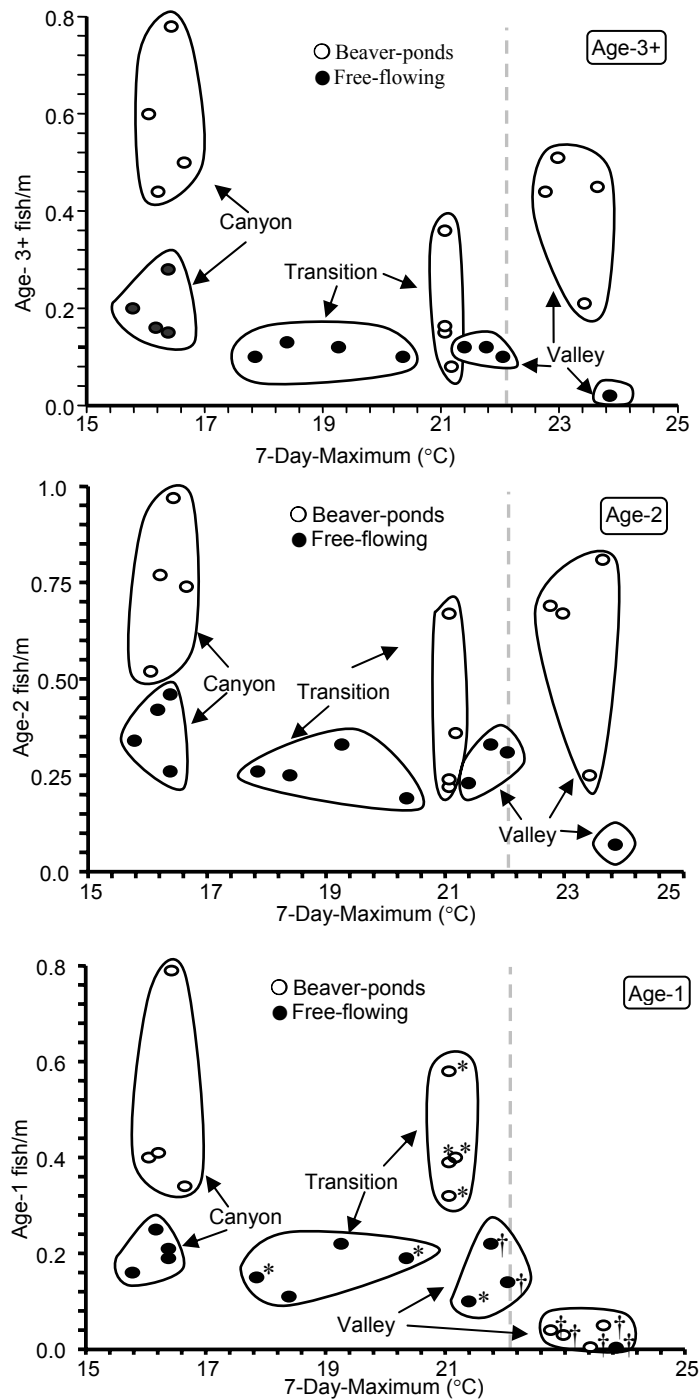 0.8
Beaver-ponds
Age-3+
Free-flowing
0.6
Age- 3+ fish/m
0.4
Canyon
Transition
0.2
Valley
0.0
15 17 19 21 23 25
7-Day-Maximum (°C)
1.0
Beaver-ponds
Age-2
Free-flowing
0.75
Age-2 fish/m
0.50
Canyon
Transition
0.25
Valley
0.0
15 17 19 21 23 25
7-Day-Maximum (°C)
0.8
Beaver-ponds
Age-1
Free-flowing
0.6
*
Age-1 fish/m
0.4
* *
Transition
*
Canyon
0.2
†
* *
†
*
Valley
‡ † † ‡ †
0.0
15 17 19 21 23 25
7-Day-Maximum (°C)